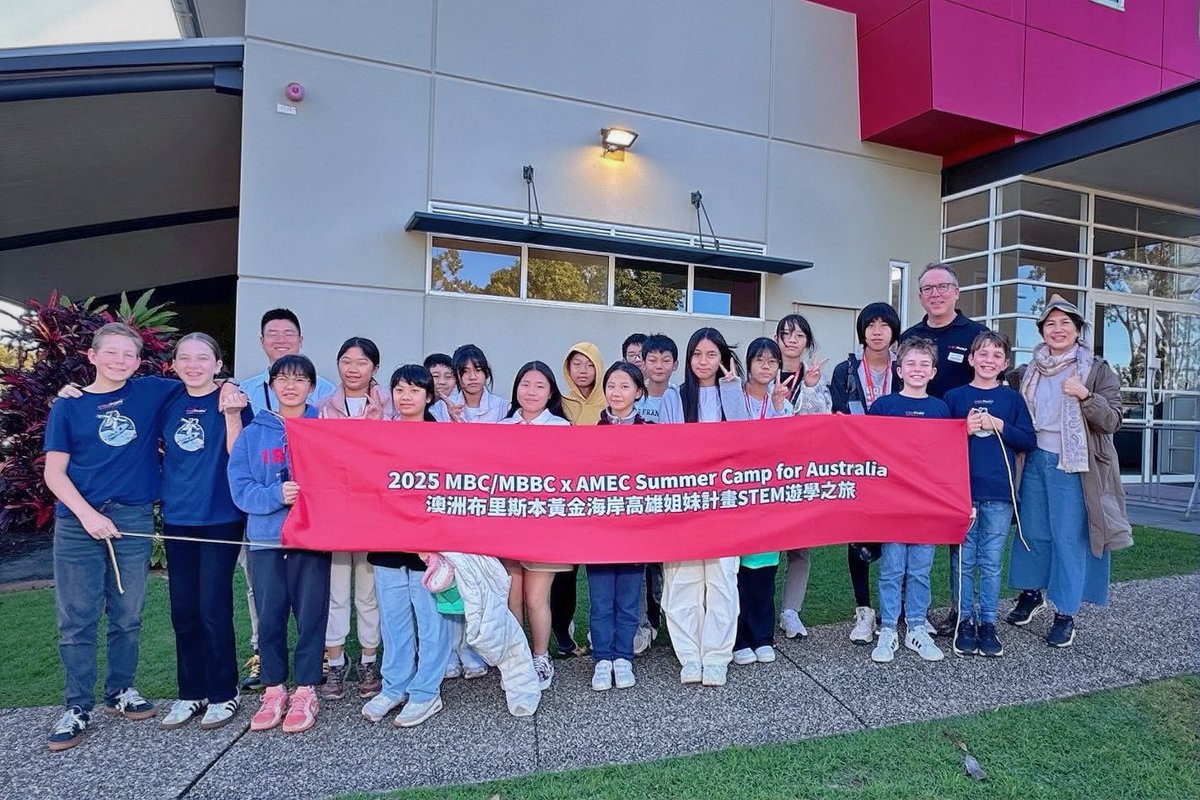 2025 MBC/MBBC x AMEC Summer Camp for Australia
澳洲布里斯本黃金海岸高雄姐妹計畫STEM遊學之旅